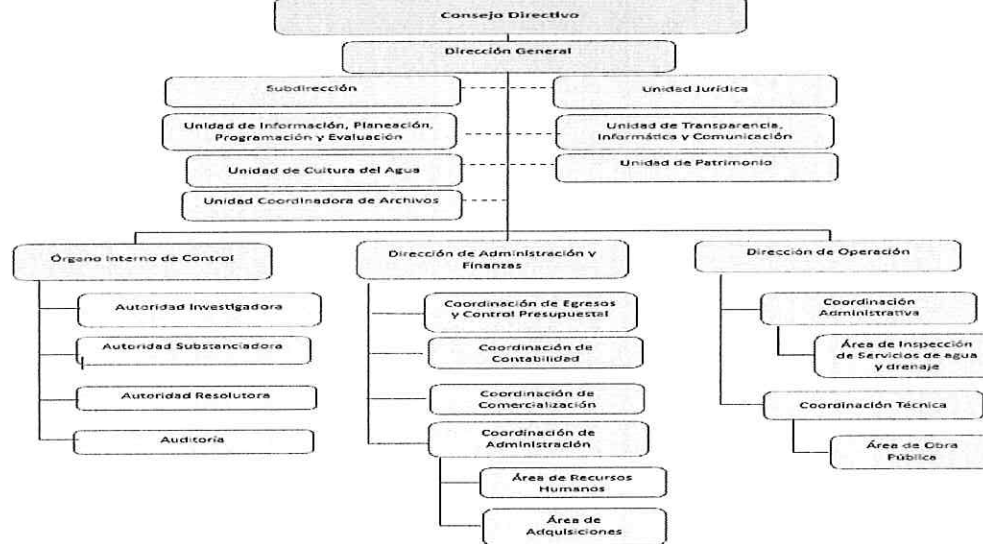 Consejo Directivo
Dirección General
Subdirección
Unidad Jurídica
Unidad de Información, Planeación,
Programación y Evaluación
Unidad de Transparencia,
Informática y Comunicación
Unidad de Cultura del Agua
Unidad de Patrimonio
Unidad Coordinadora de Archivos
Órgano Interno de Control
Autoridad Investigadora
Autoridad Substanciadora
Autoridad Resolutora
Auditoría
Dirección de Administración y
Finanzas
Coordinación de Egresos
y Control Presupuestal
Coordinación de
Contabilidad
Coordinación de
Comercialización
Coordinación de
Administración
Área de Recursos
Humanos
Área de
Adquisiciones
Dirección de Operación
Coordinación
Administrativa
Área de Inspección
de Servicios de agua
y drenaje
Coordinación Técnica
Área de Obra
Pública